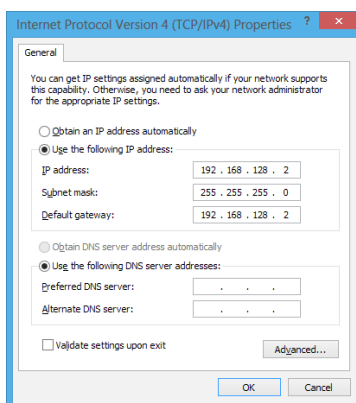 Internet Protocol Version 4 (TCP/IPv4) Properties ? ×
General
You can get IP settings assigned automatically if your network supports
this capability. Otherwise, you need to ask your network administrator
for the appropriate IP settings.
Obtain an IP address automatically
Use the following IP address:
IP address: 192 . 168 . 128 . 2
Subnet mask: 255 . 255 . 255 . 0
Default gateway: 192 . 168 . 128 . 2
Obtain DNS server address automatically
Use the following DNS server addresses:
Preferred DNS server: . . .
Alternate DNS server: . . .
Validate settings upon exit
Advanced...
OK Cancel